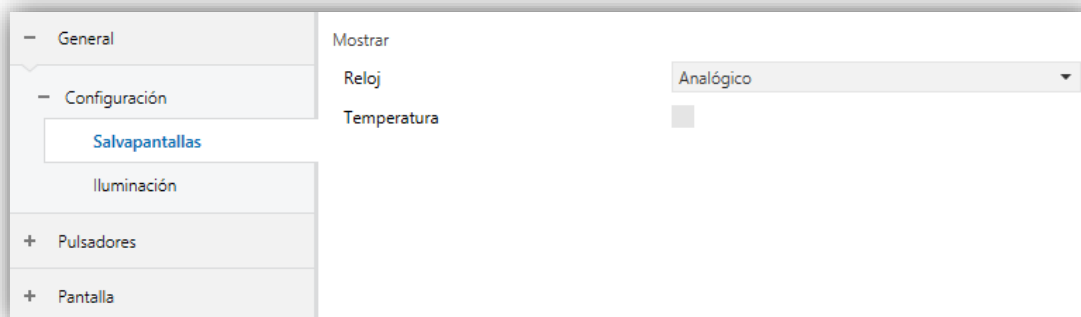 General
Configuración
Salvapantallas
Iluminación
Pulsadores
Pantalla
Mostrar
Reloj
Analógico
Temperatura